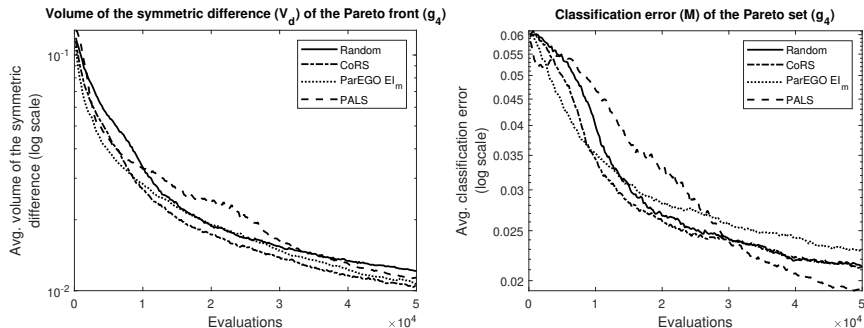 Volume of the symmetric difference (V_d) of the Pareto front (g_4)
Avg. volume of the symmetric
difference (log scale)
10^-1
10^-2
Random
CoRS
ParEGO EI_m
PALS
0
1
2
3
4
5
×10^4
Evaluations
Classification error (M) of the Pareto set (g_4)
Avg. classification error
(log scale)
0.06
0.055
0.05
0.045
0.04
0.035
0.03
0.025
0.02
Random
CoRS
ParEGO EI_m
PALS
0
1
2
3
4
5
×10^4
Evaluations